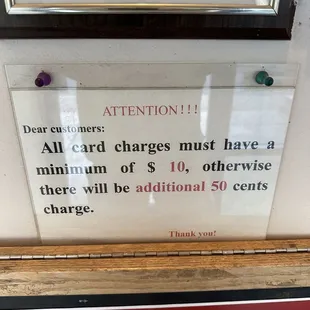 ATTENTION!!!
Dear customers:
All card charges must have a
minimum of $ 10, otherwise
there will be additional 50 cents
charge.
Thank you!